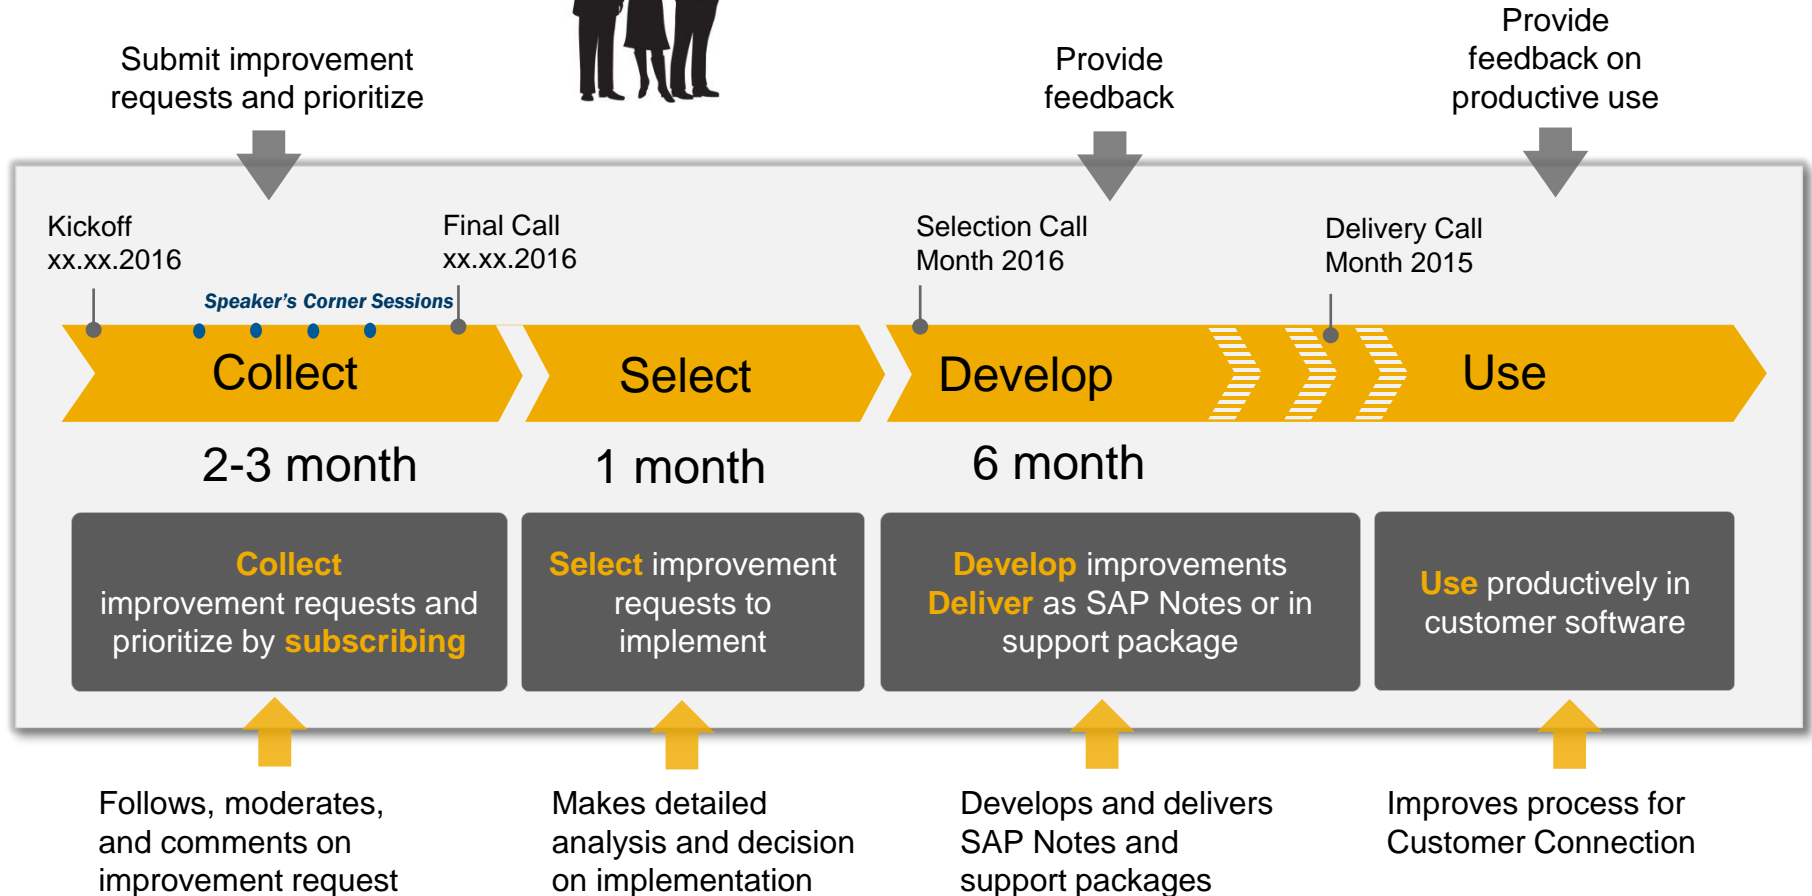 Submit improvement
requests and prioritize
Provide
feedback
Provide
feedback on
productive use
Kickoff
xx.xx.2016
Final Call
xx.xx.2016
Selection Call
Month 2016
Delivery Call
Month 2015
Speaker's Corner Sessions
Collect
Select
Develop
Use
2-3 month
1 month
6 month
Collect
improvement requests and
prioritize by subscribing
Select improvement
requests to
implement
Develop improvements
Deliver as SAP Notes or in
support package
Use productively in
customer software
Follows, moderates,
and comments on
improvement request
Makes detailed
analysis and decision
on implementation
Develops and delivers
SAP Notes and
support packages
Improves process for
Customer Connection